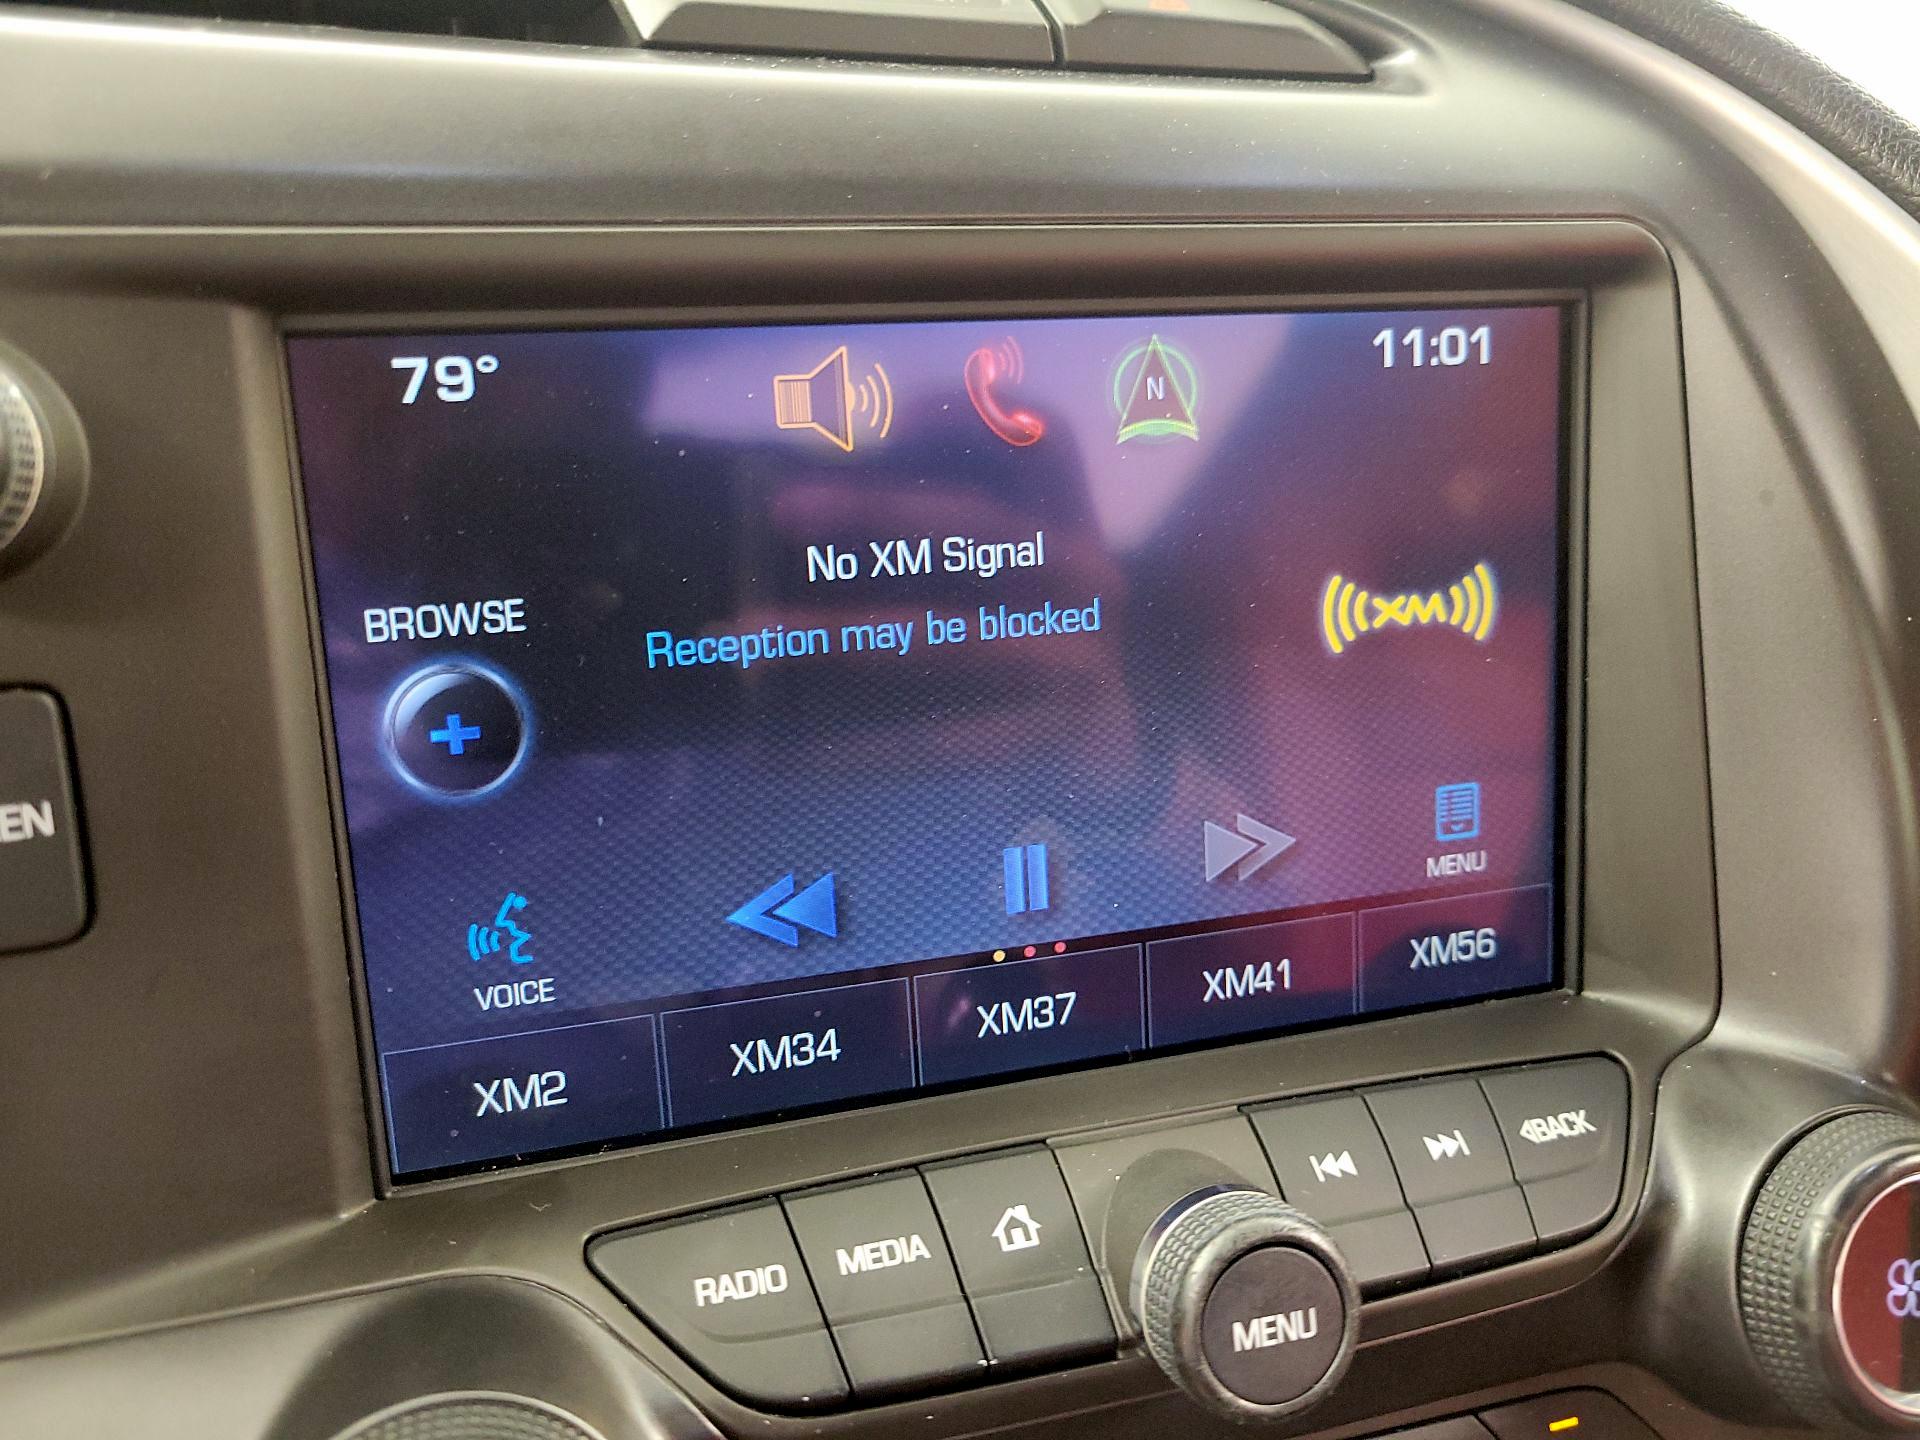 79°
11:01
N
No XM Signal
Reception may be blocked
BROWSE
XM
MENU
VOICE
XM2
XM34
XM37
XM41
XM56
EN
RADIO
MEDIA
MENU
BACK